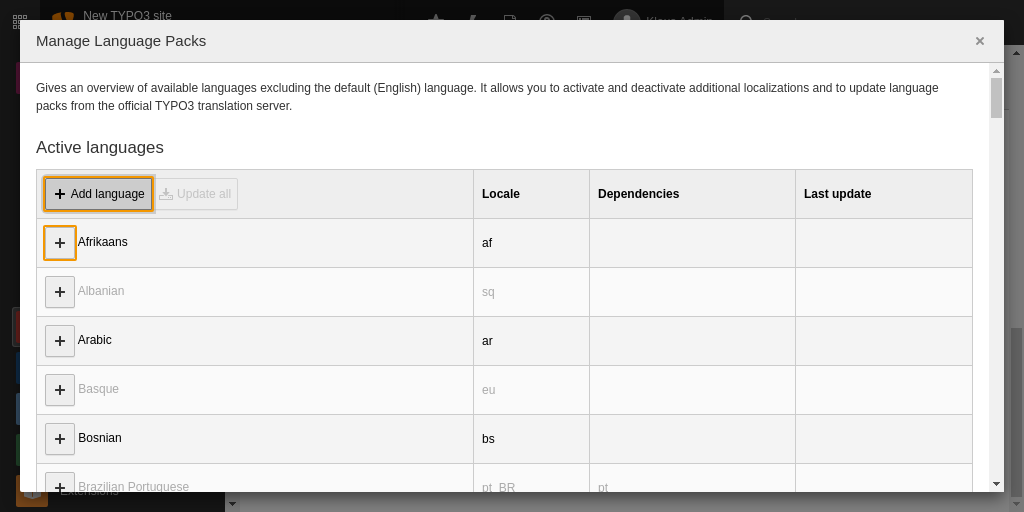 New TYPO3 site
Manage Language Packs
×
Gives an overview of available languages excluding the default (English) language. It allows you to activate and deactivate additional localizations and to update language
packs from the official TYPO3 translation server.
Active languages
Add language Update all Locale Dependencies Last update
Afrikaans af
Albanian sq
Arabic ar
Basque eu
Bosnian bs
Brazilian Portuguese pt_BR pt
Extensions